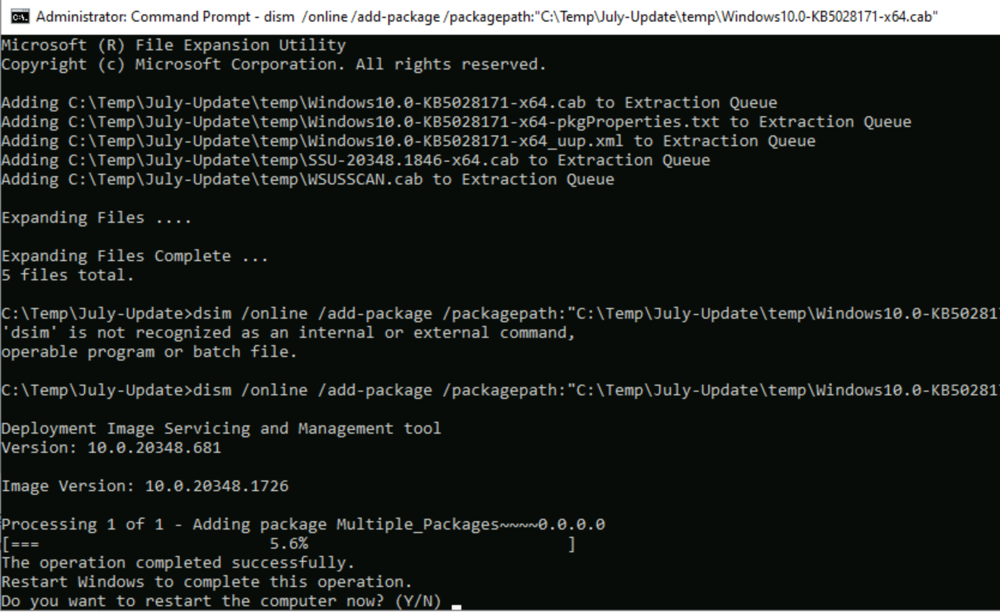 Administrator: Command Prompt - dism  /online /add-package /packagepath:"C:\Temp\July-Update\temp\Windows10.0-KB5028171-x64.cab"
Microsoft (R) File Expansion Utility
Copyright (c) Microsoft Corporation. All rights reserved.
Adding C:\Temp\July-Update\temp\Windows10.0-KB5028171-x64.cab to Extraction Queue
Adding C:\Temp\July-Update\temp\Windows10.0-KB5028171-x64-pkgProperties.txt to Extraction Queue
Adding C:\Temp\July-Update\temp\Windows10.0-KB5028171-x64_uup.xml to Extraction Queue
Adding C:\Temp\July-Update\temp\SSU-20348.1846-x64.cab to Extraction Queue
Adding C:\Temp\July-Update\temp\WSUSSCAN.cab to Extraction Queue
Expanding Files ....
Expanding Files Complete ...
5 files total.
C:\Temp\July-Update>dsim /online /add-package /packagepath:"C:\Temp\July-Update\temp\Windows10.0-KB50281
'dsim' is not recognized as an internal or external command,
operable program or batch file.
C:\Temp\July-Update>dism /online /add-package /packagepath:"C:\Temp\July-Update\temp\Windows10.0-KB50281
Deployment Image Servicing and Management tool
Version: 10.0.20348.681
Image Version: 10.0.20348.1726
Processing 1 of 1 - Adding package Multiple_Packages~~~~0.0.0.0
[===                        5.6%                           ]
The operation completed successfully.
Restart Windows to complete this operation.
Do you want to restart the computer now? (Y/N)